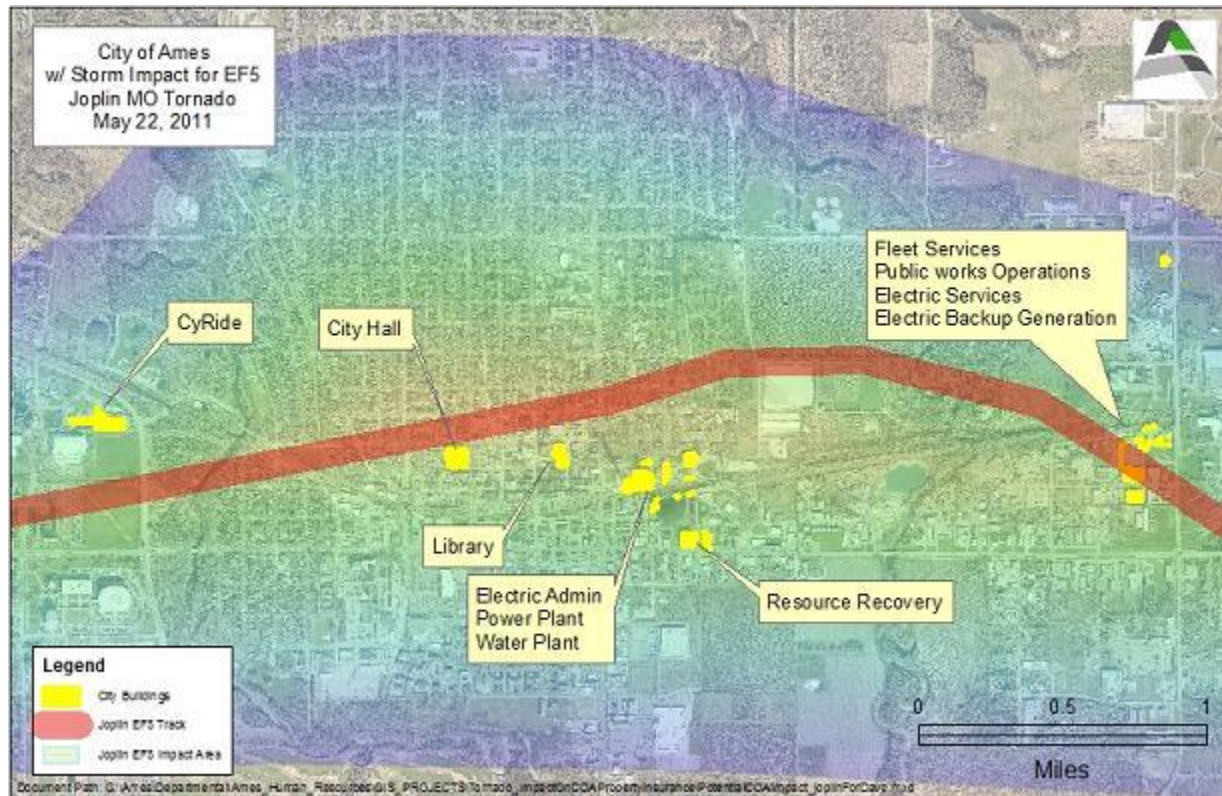 City of Ames
w/ Storm Impact for EF5
Joplin MO Tornado
May 22, 2011
Fleet Services
Public works Operations
Electric Services
Electric Backup Generation
CyRide
City Hall
Library
Electric Admin
Power Plant
Water Plant
Resource Recovery
Legend
City Buildings
Joplin EF5 Track
Joplin EF5 Impact Area
0 0.5 1
Miles
Document Path: